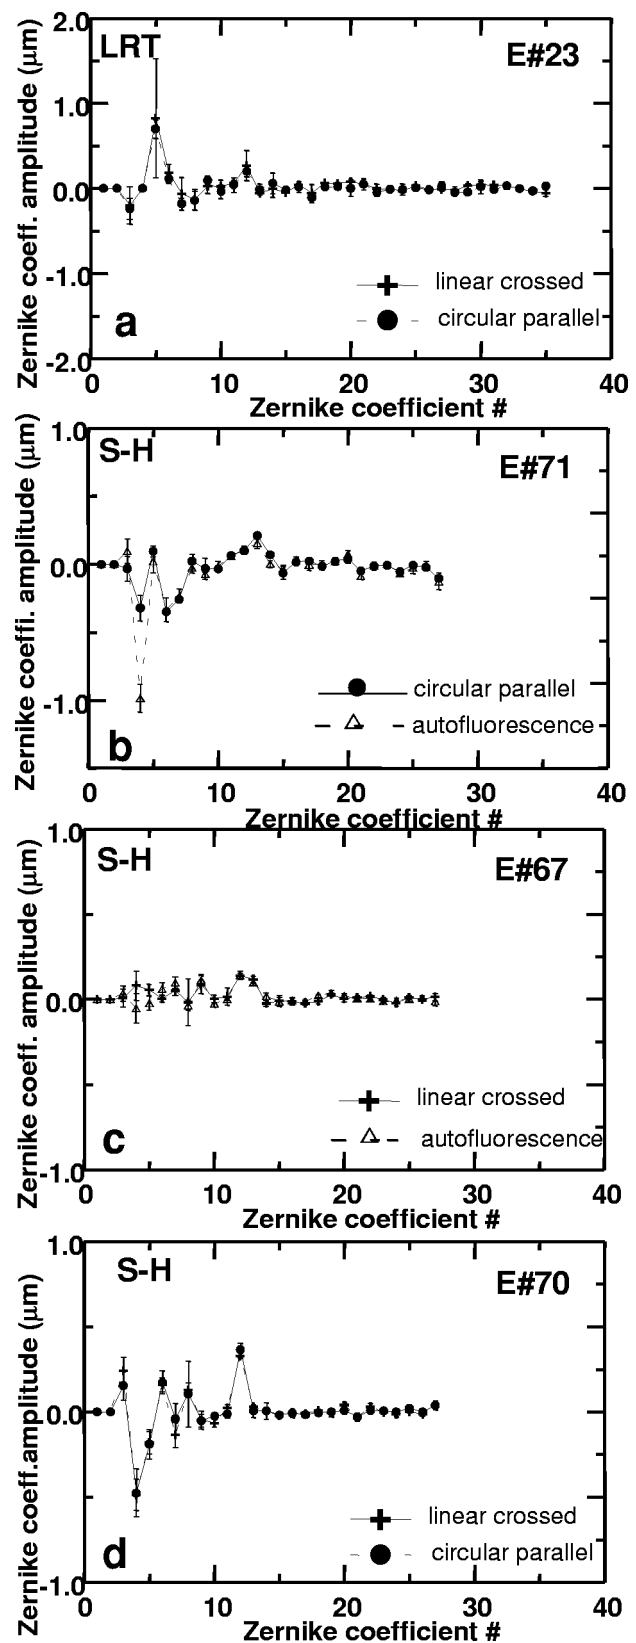 Zernike coeff. amplitude (μm)
2.0
1.0
0.0
-1.0
-2.0
LRT
E#23
linear crossed
circular parallel
a
0 10 20 30 40
Zernike coefficient #
Zernike coeffi. amplitude (μm)
1.0
0.0
-1.0
S-H
E#71
circular parallel
autofluorescence
b
0 10 20 30 40
Zernike coefficient #
Zernike coeff. amplitude (μm)
1.0
0.0
-1.0
S-H
E#67
linear crossed
autofluorescence
c
0 10 20 30 40
Zernike coefficient #
Zernike coeff.amplitude (μm)
1.0
0.0
-1.0
S-H
E#70
linear crossed
circular parallel
d
0 10 20 30 40
Zernike coefficient #